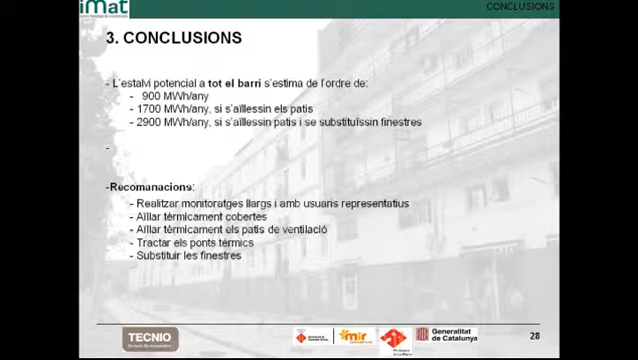 iMat
CONCLUSIONS
3. CONCLUSIONS
- L'estalvi potencial a tot el barri s'estima de l'ordre de:
- 900 MWh/any
- 1700 MWh/any, si s'aïllessin els patis
- 2900 MWh/any, si s'aïllessin patis i se substituïssin finestres
-
-Recomanacions:
- Realitzar monitoratges llargs i amb usuaris representatius
- Aïllar tèrmicament cobertes
- Aïllar tèrmicament els patis de ventilació
- Tractar els ponts tèrmics
- Substituir les finestres
TECNIO
mir
Generalitat
de Catalunya
28